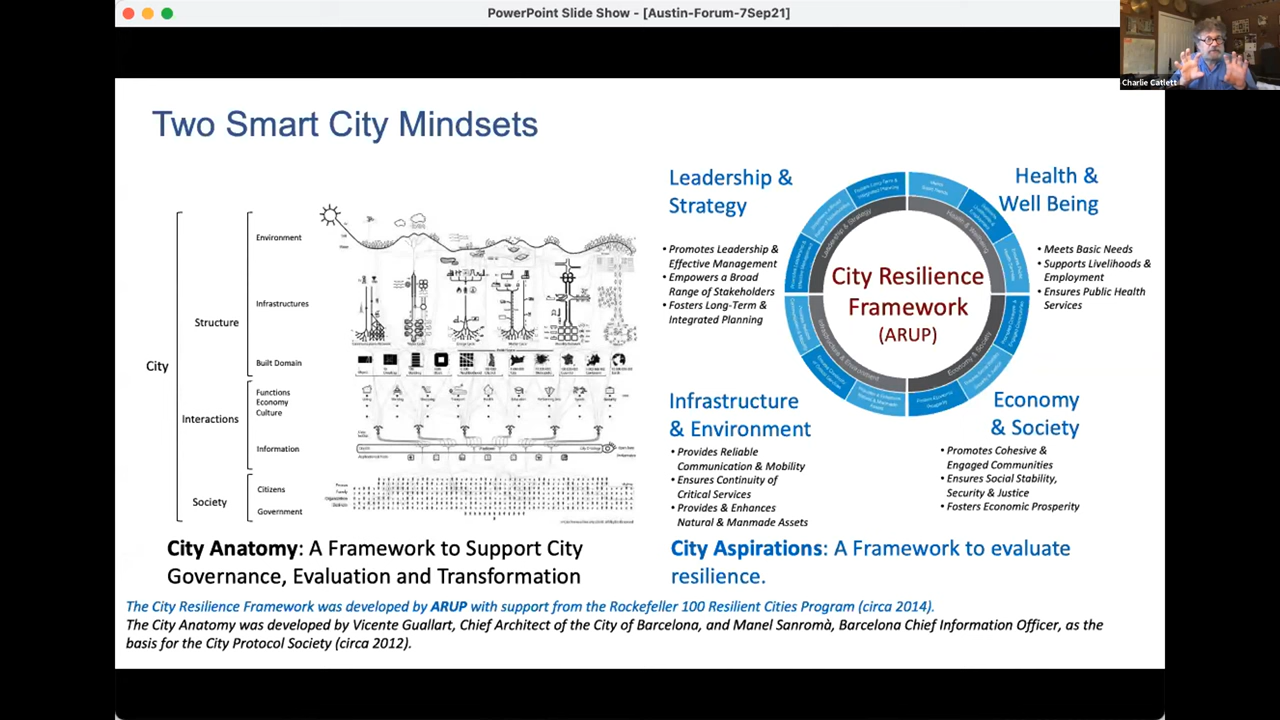 PowerPoint Slide Show - [Austin-Forum-7Sep21]
Charlie Catlett
Two Smart City Mindsets
City
Structure
Interactions
Society
Environment
Infrastructures
Built Domain
Functions
Economy
Culture
Information
Citizens
Government
City Anatomy: A Framework to Support City
Governance, Evaluation and Transformation
Leadership &
Strategy
• Promotes Leadership &
Effective Management
• Empowers a Broad
Range of Stakeholders
• Fosters Long-Term &
Integrated Planning
Health &
Well Being
• Meets Basic Needs
• Supports Livelihoods &
Employment
• Ensures Public Health
Services
City Resilience
Framework
(ARUP)
Leadership & Strategy
Health & Wellbeing
Economy & Society
Infrastructure & Environment
Infrastructure
& Environment
• Provides Reliable
Communication & Mobility
• Ensures Continuity of
Critical Services
• Provides & Enhances
Natural & Manmade Assets
Economy
& Society
• Promotes Cohesive &
Engaged Communities
• Ensures Social Stability,
Security & Justice
• Fosters Economic Prosperity
City Aspirations: A Framework to evaluate
resilience.
The City Resilience Framework was developed by ARUP with support from the Rockefeller 100 Resilient Cities Program (circa 2014).
The City Anatomy was developed by Vicente Guallart, Chief Architect of the City of Barcelona, and Manel Sanromà, Barcelona Chief Information Officer, as the
basis for the City Protocol Society (circa 2012).